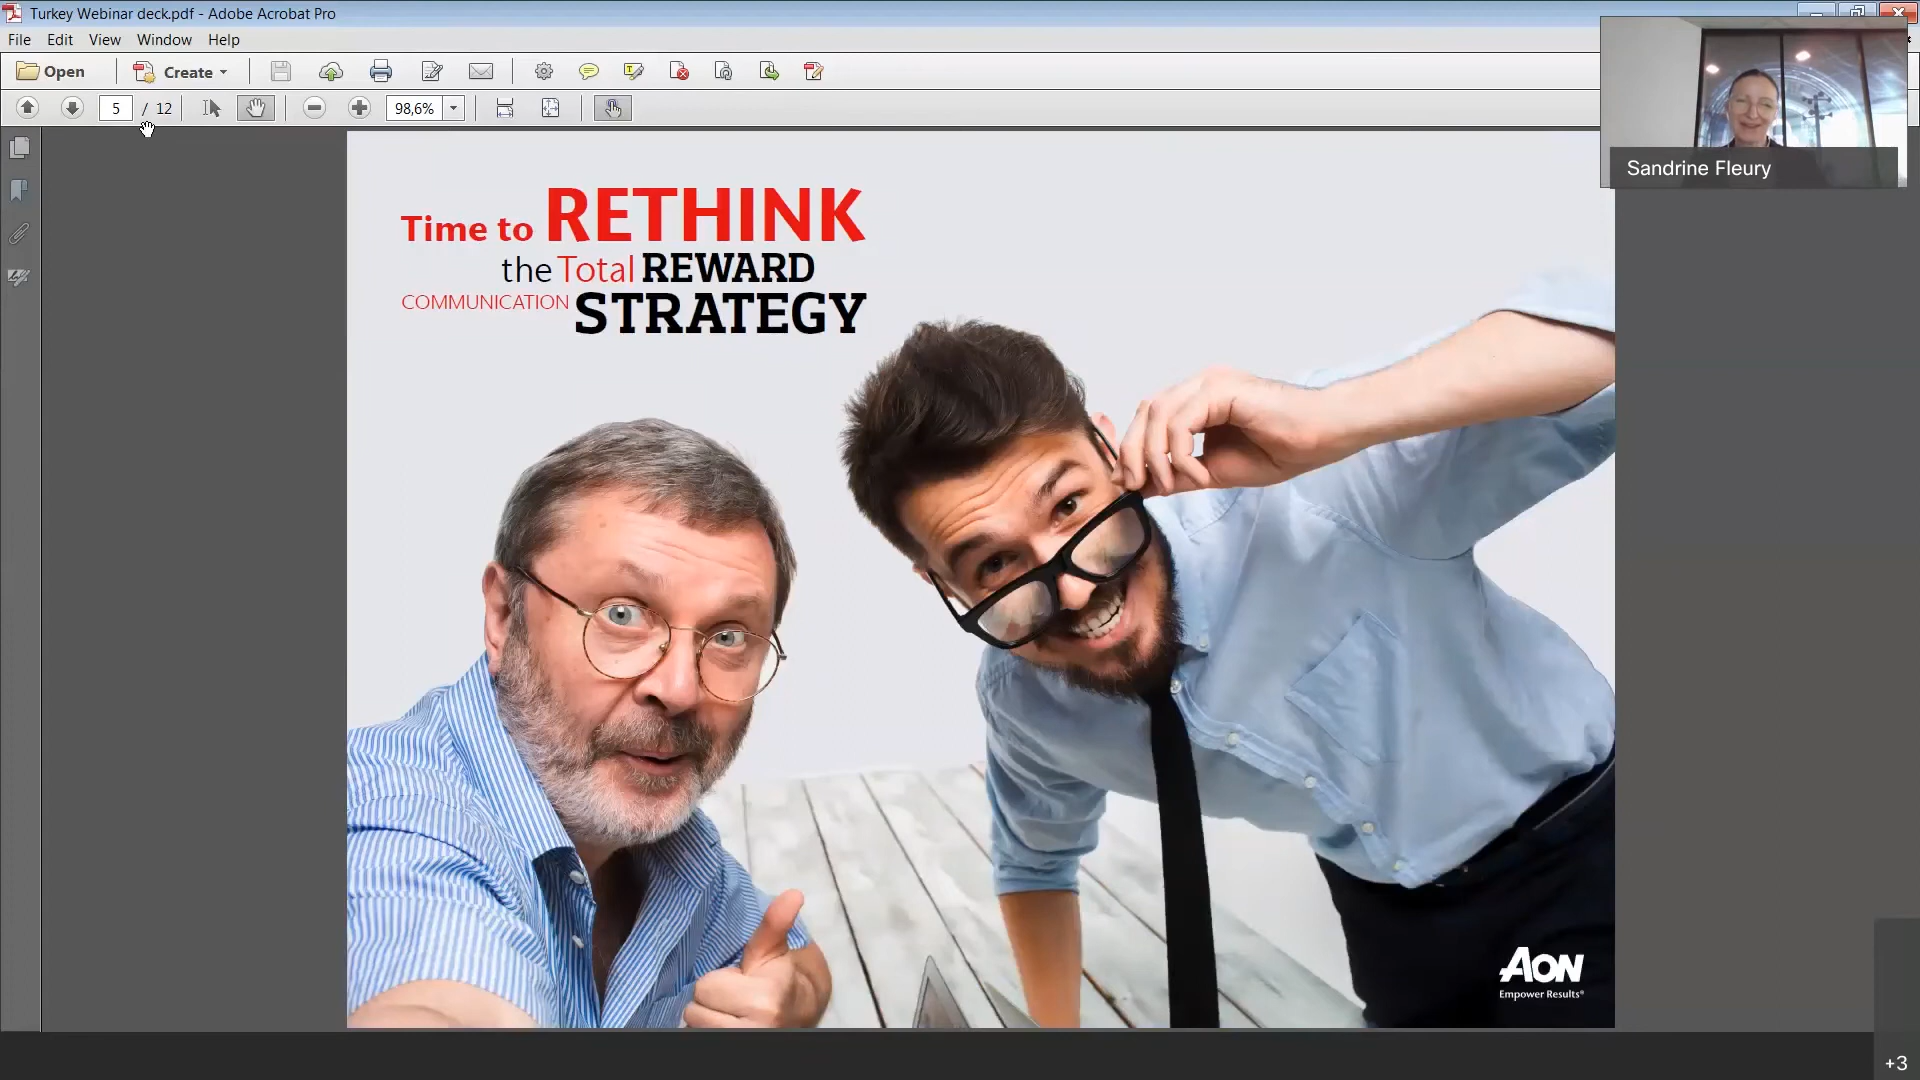 Turkey Webinar deck.pdf - Adobe Acrobat Pro
File Edit View Window Help
Open Create
5 / 12 98,6%
Sandrine Fleury
Time to RETHINK
the Total REWARD
COMMUNICATION STRATEGY
AON
Empower Results®
+3